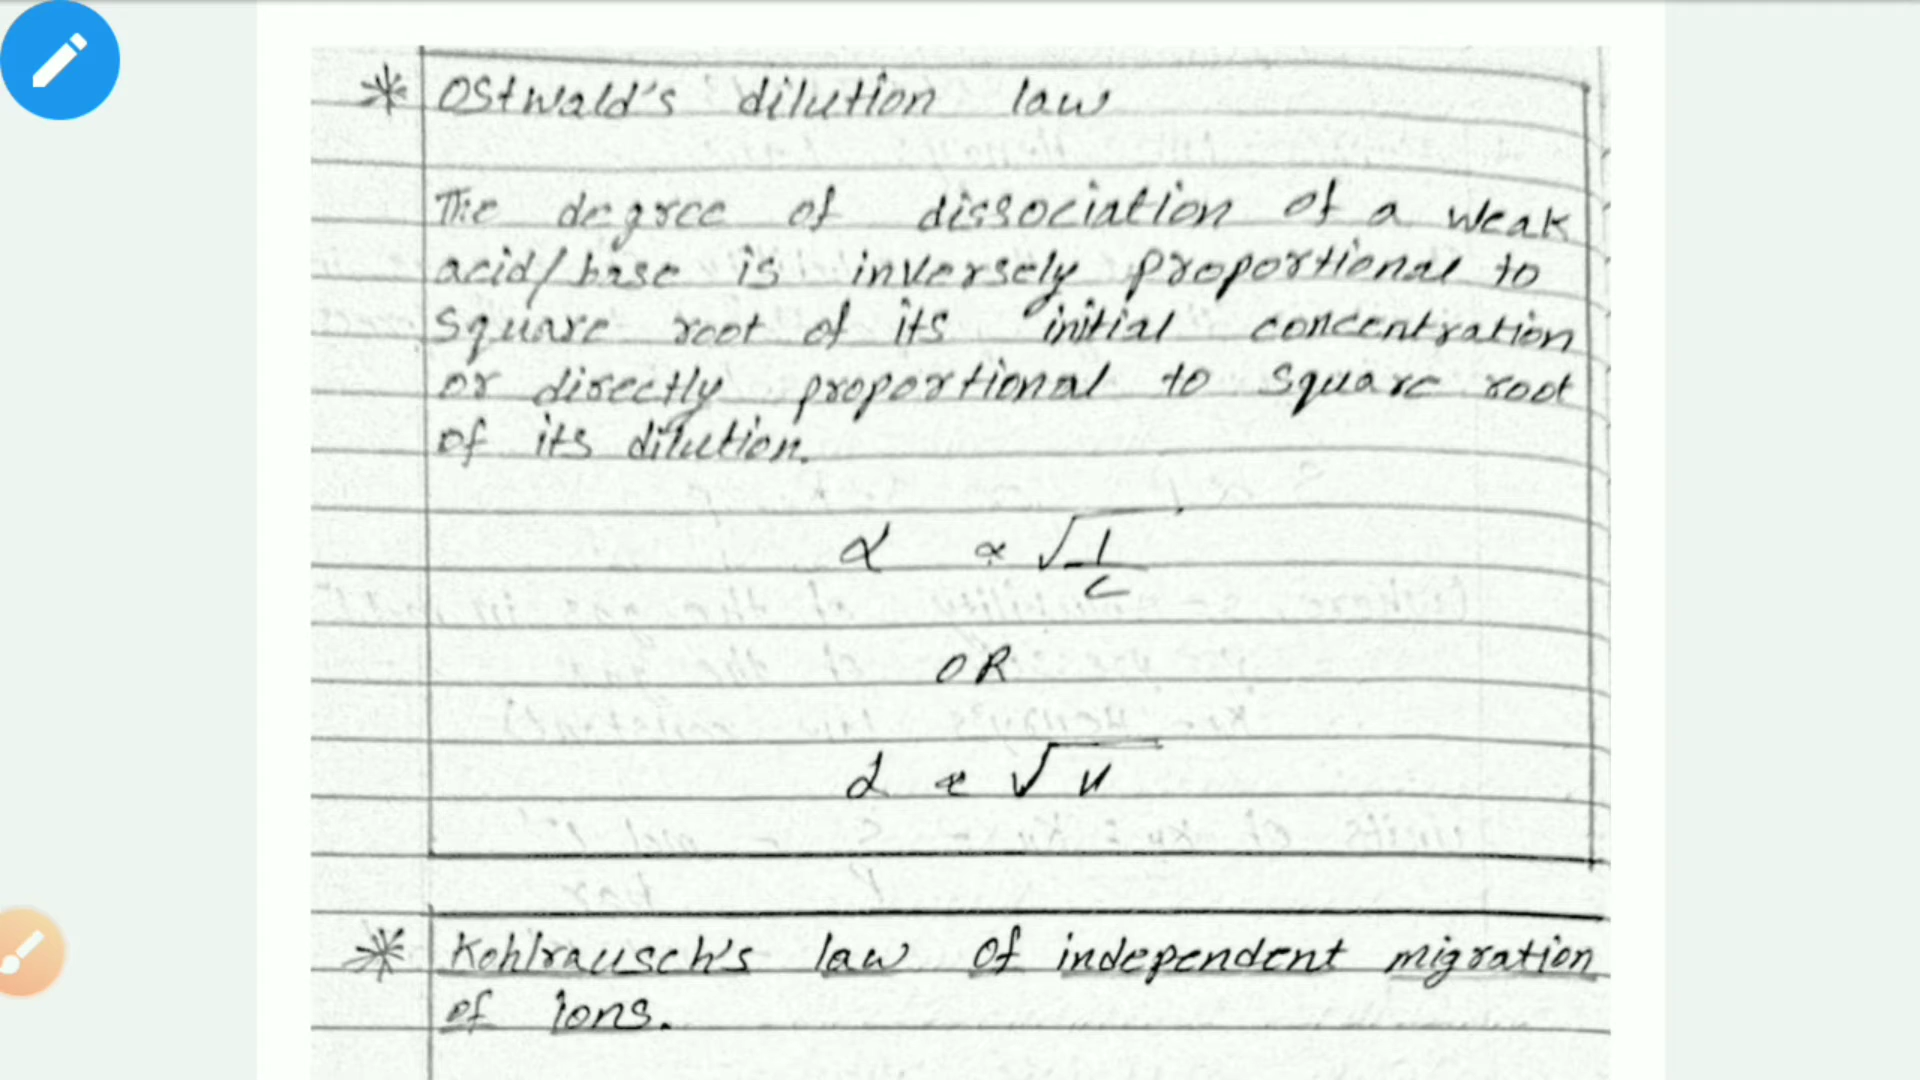 * Ostwald's dilution law
The degree of dissociation of a weak
acid/base is inversely proportional to
square root of its initial concentration
or directly proportional to square root
of its dilution.
α ∝ √1/C
OR
α ∝ √V
* Kohlrausch's law of independent migration
of ions.